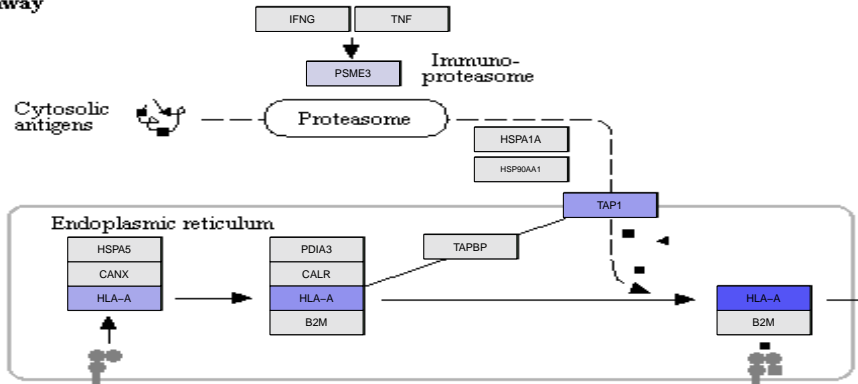 way
IFNG TNF
PSME3
Immuno-
proteasome
Cytosolic
antigens
Proteasome
HSPA1A
HSP90AA1
TAP1
Endoplasmic reticulum
HSPA5
CANX
HLA−A
PDIA3
CALR
HLA−A
B2M
TAPBP
HLA−A
B2M